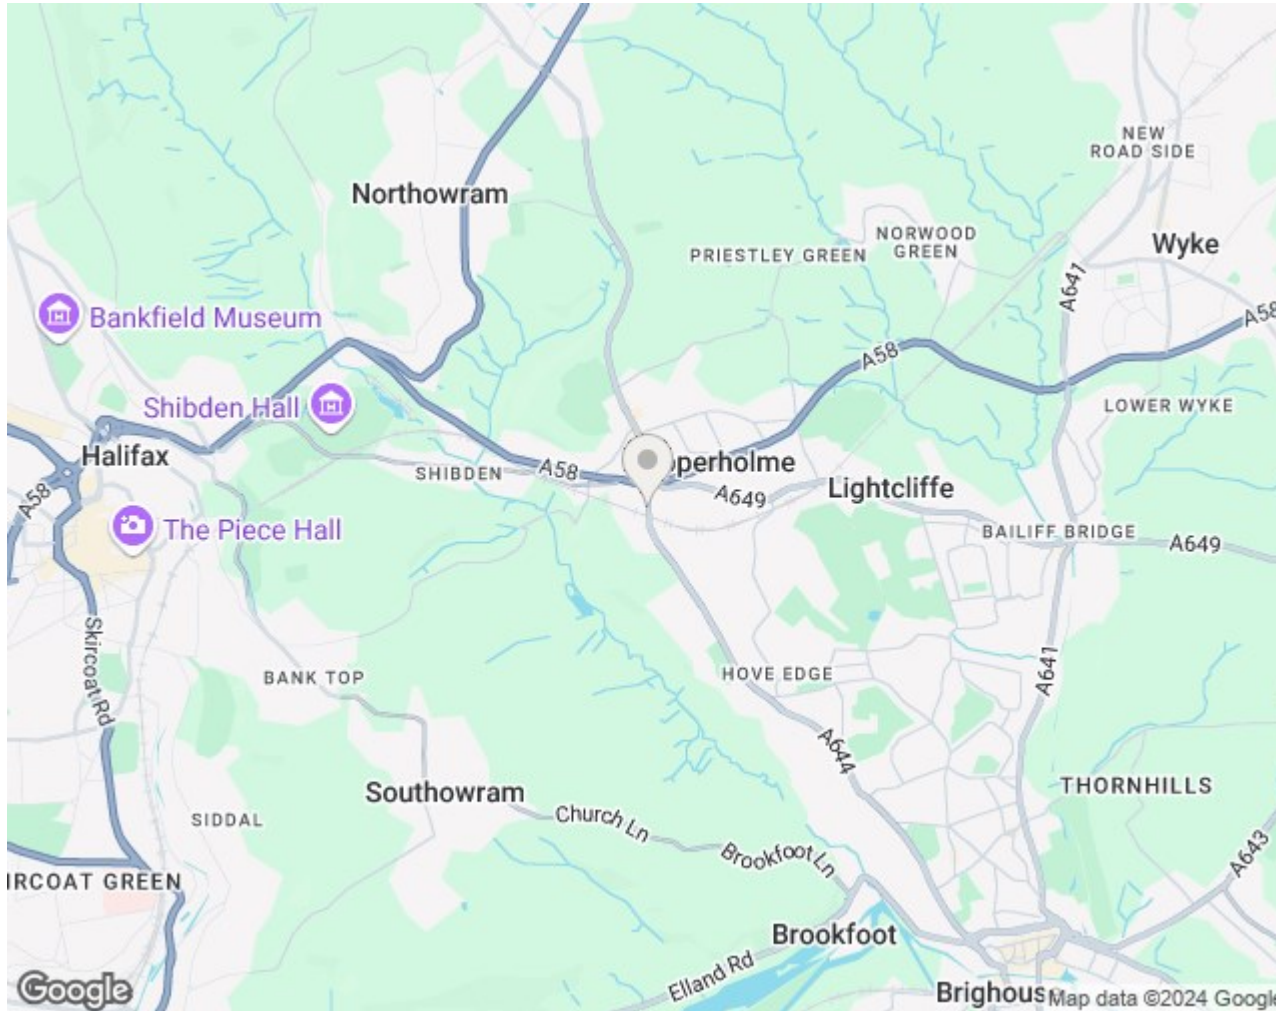 NEW
ROAD SIDE
Northowram
NORWOOD
GREEN
PRIESTLEY GREEN
Wyke
A641
A58
Bankfield Museum
A58
Shibden Hall
LOWER WYKE
Halifax
SHIBDEN
A58
pperholme
A649
Lightcliffe
A58
The Piece Hall
BAILIFF BRIDGE
A649
Skircoat Rd
BANK TOP
HOVE EDGE
A641
A644
Southowram
THORNHILLS
SIDDAL
Church Ln
Brookfoot Ln
A643
IRCOAT GREEN
Brookfoot
Elland Rd
Google
Brighous
Map data ©2024 Google